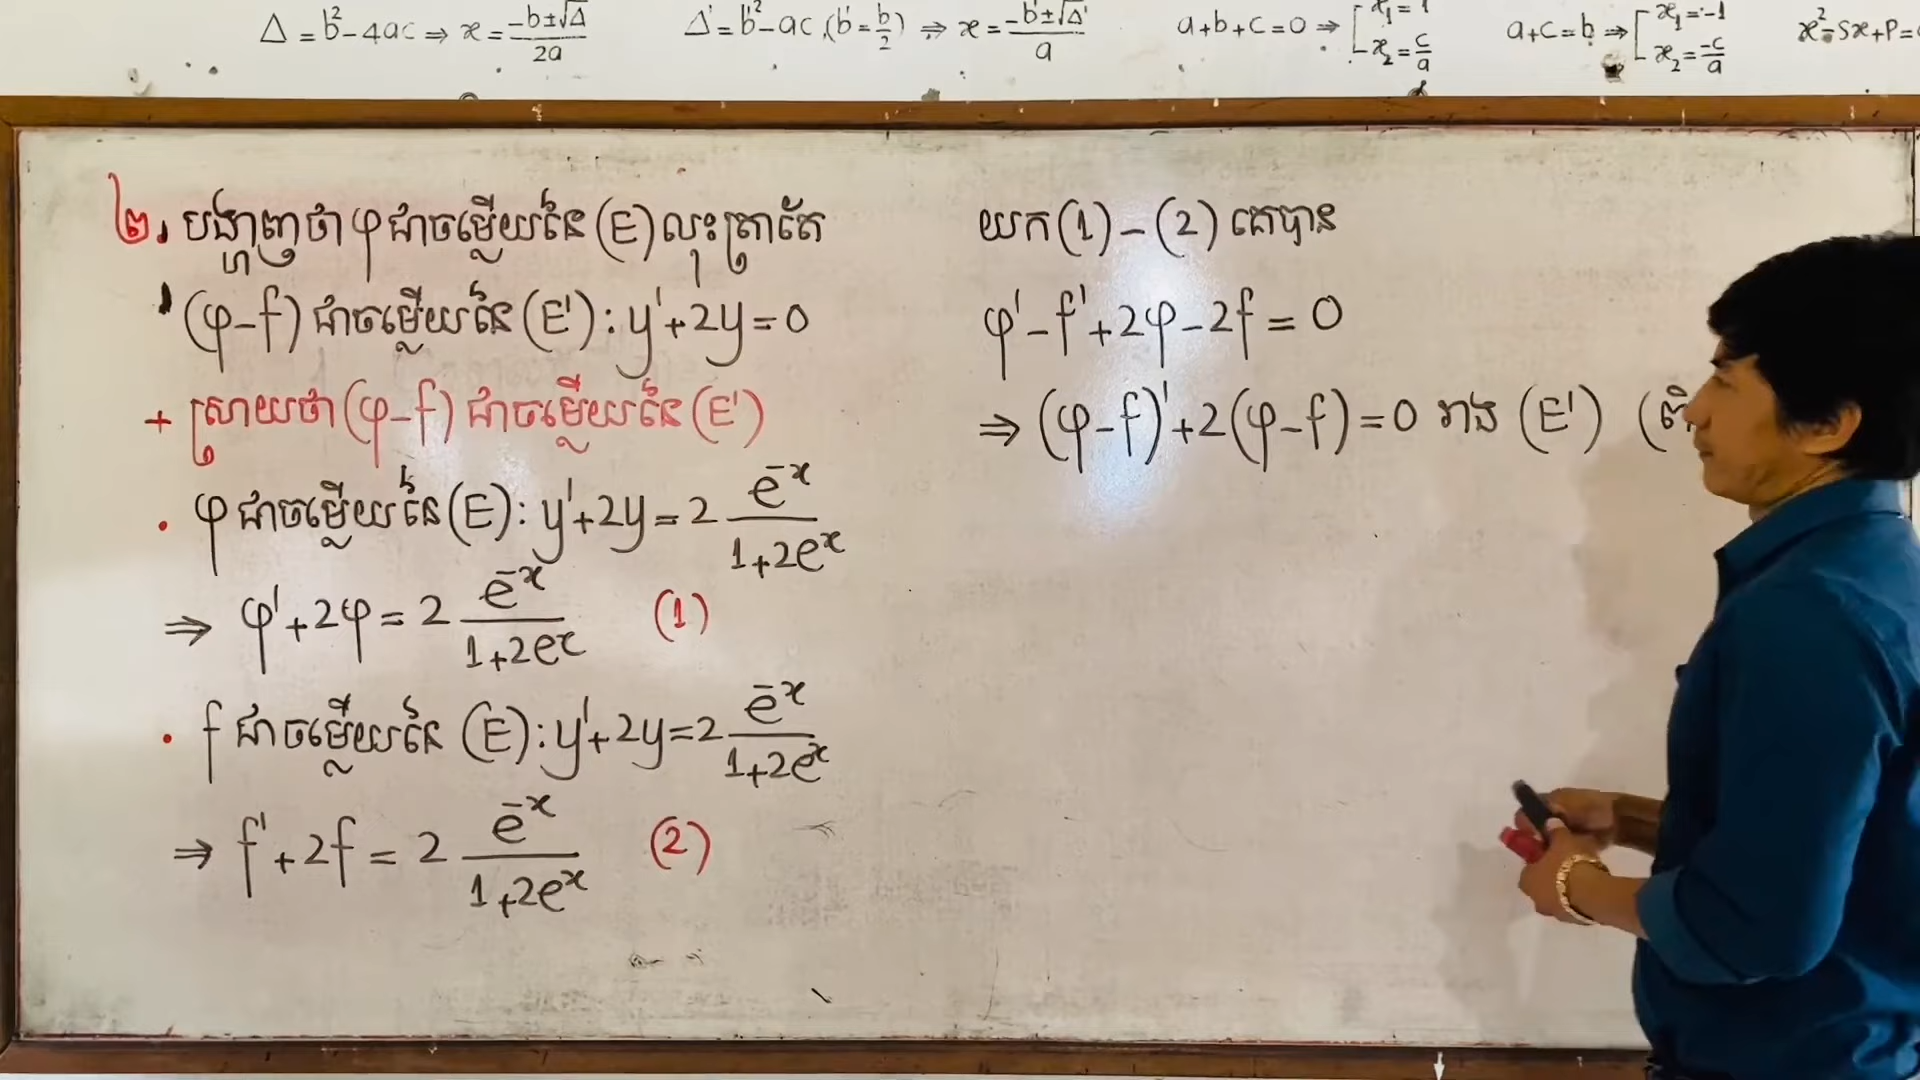 Δ = b² - 4ac ⇒ x = (-b ± √Δ)/2a
Δ' = b'² - ac, (b' = b/2) ⇒ x = (-b' ± √Δ')/a
a + b + c = 0 ⇒ [x₁ = 1, x₂ = c/a
a + c = b ⇒ [x₁ = -1, x₂ = -c/a
x² - Sx + P =
២. បង្ហាញថា φ ជាចម្លើយនៃ (E) លុះត្រាតែ
(φ - f) ជាចម្លើយនៃ (E') : y' + 2y = 0
+ ស្រាយថា (φ - f) ជាចម្លើយនៃ (E')
. φ ជាចម្លើយនៃ (E) : y' + 2y = 2 e⁻ˣ/(1 + 2eˣ)
⇒ φ' + 2φ = 2 e⁻ˣ/(1 + 2eˣ) (1)
. f ជាចម្លើយនៃ (E) : y' + 2y = 2 e⁻ˣ/(1 + 2eˣ)
⇒ f' + 2f = 2 e⁻ˣ/(1 + 2eˣ) (2)
យក (1) - (2) គេបាន
φ' - f' + 2φ - 2f = 0
⇒ (φ - f)' + 2(φ - f) = 0 រាង (E') (